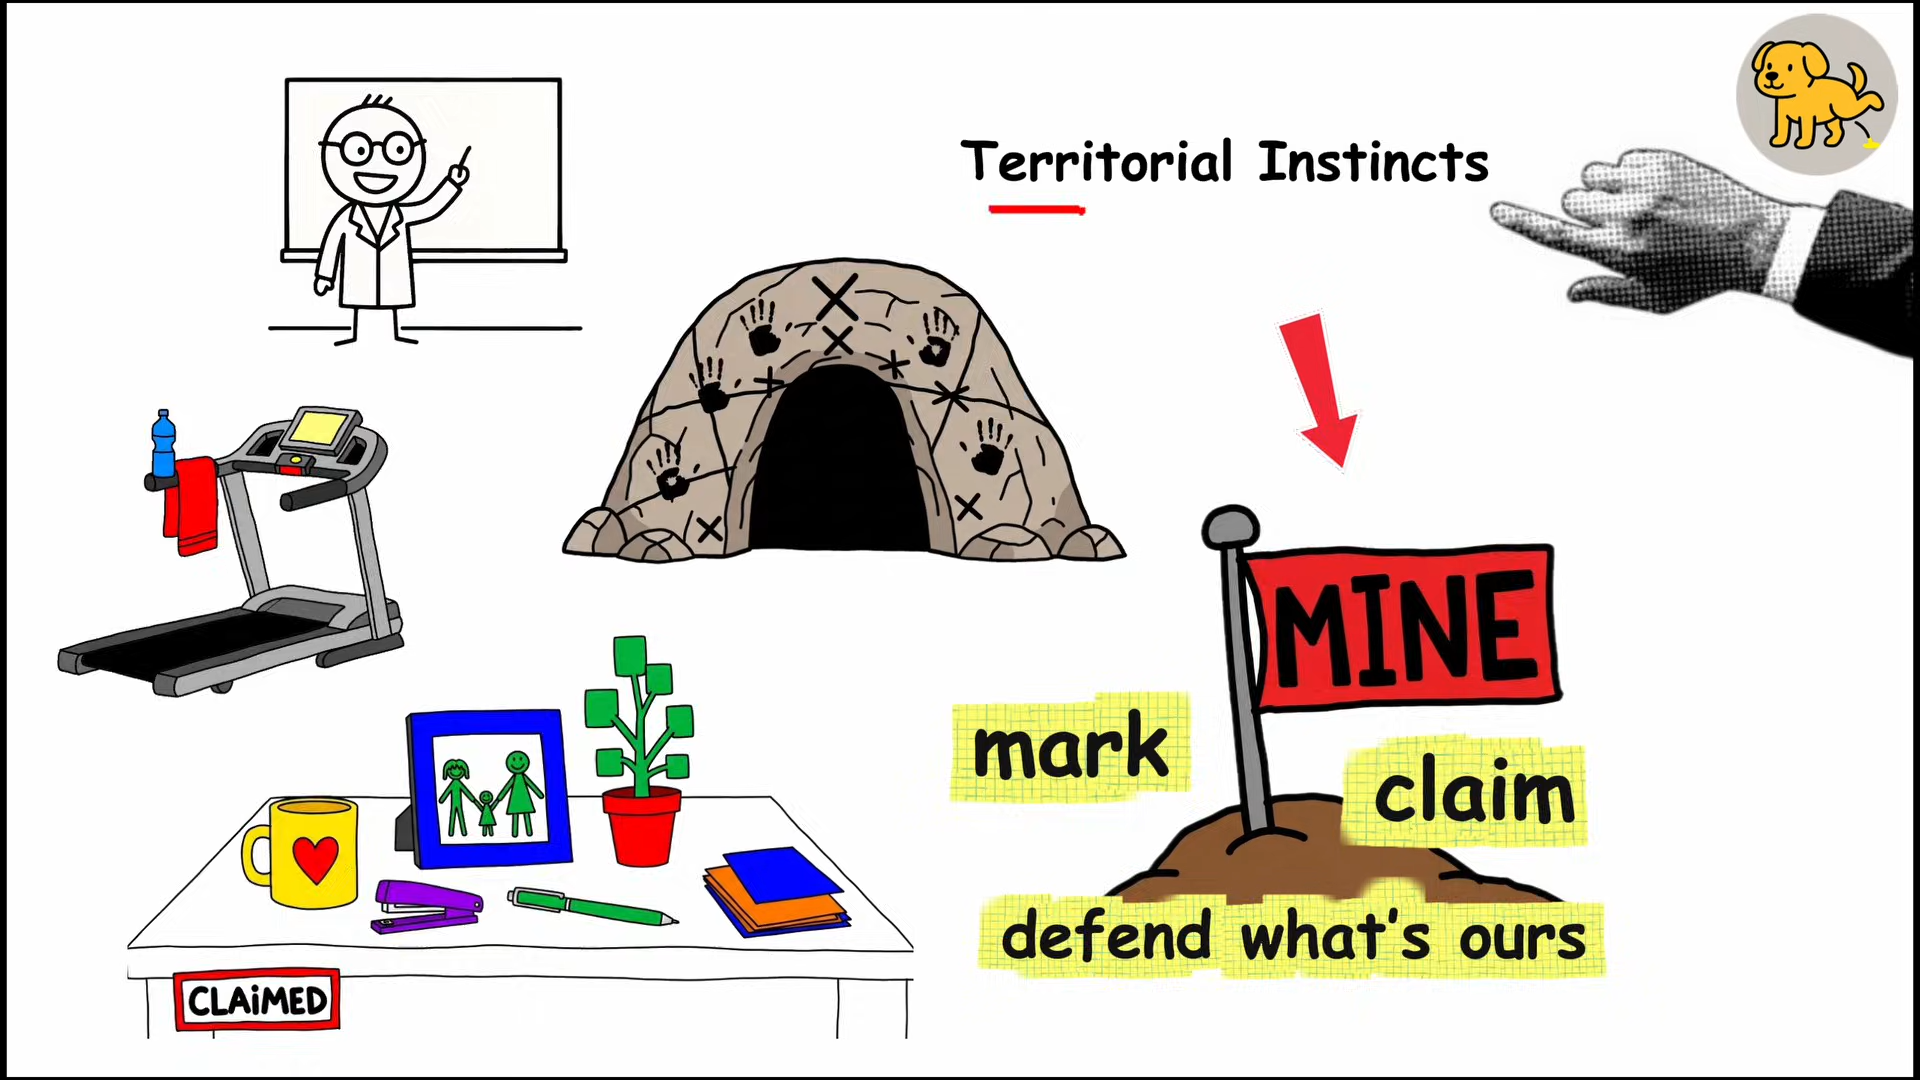 Territorial Instincts
MINE
mark
claim
defend what's ours
CLAiMED